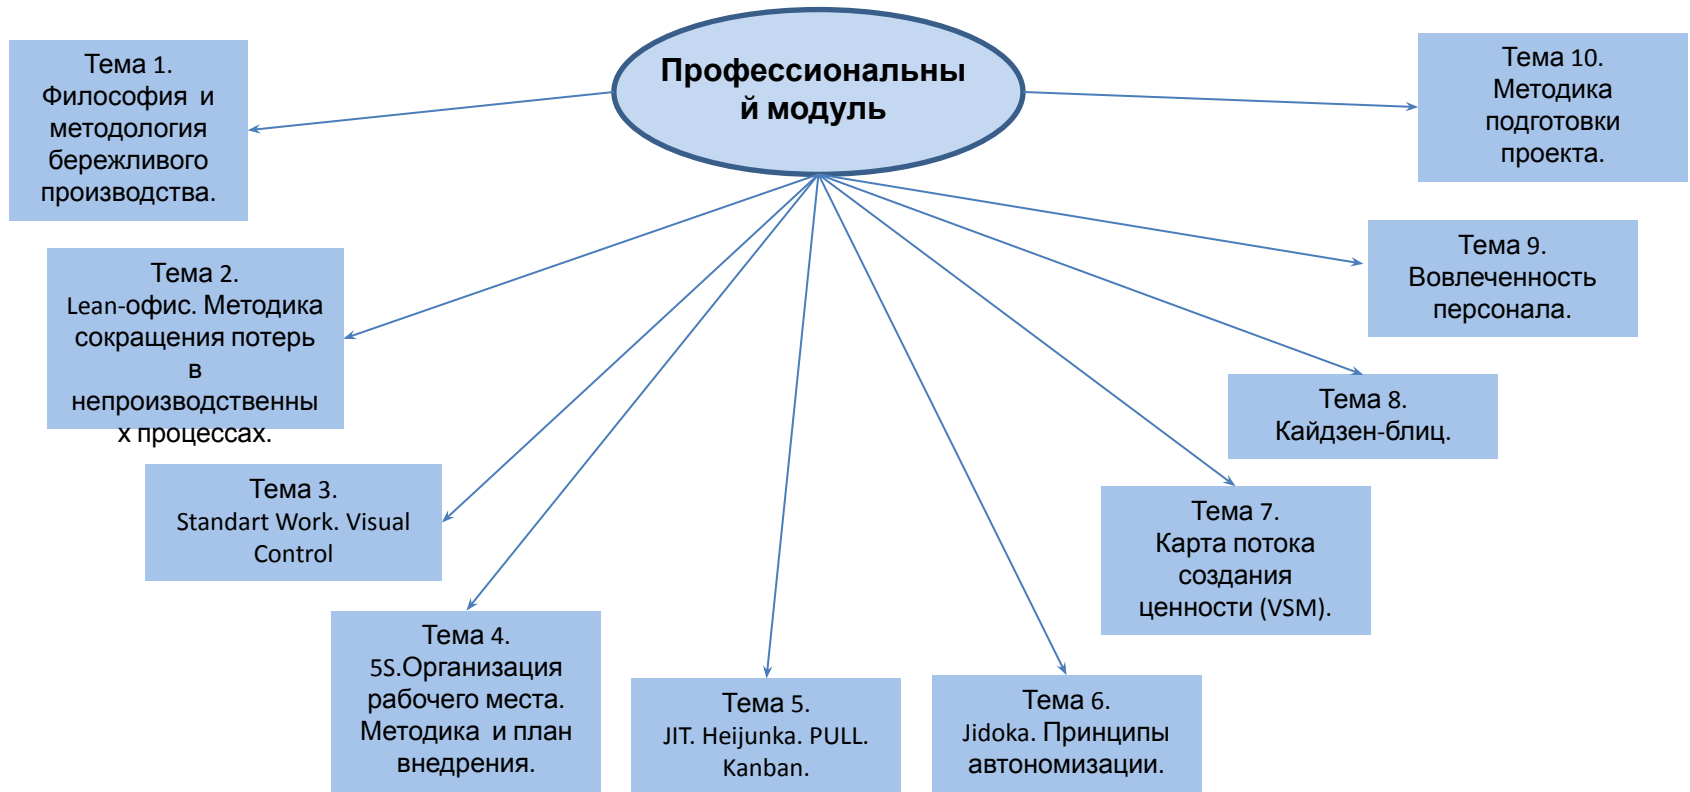 Профессиональны
й модуль
Тема 1.
Философия и
методология
бережливого
производства.
Тема 2.
Lean-офис. Методика
сокращения потерь
в
непроизводственны
х процессах.
Тема 3.
Standart Work. Visual
Control
Тема 4.
5S.Организация
рабочего места.
Методика и план
внедрения.
Тема 5.
JIT. Heijunka. PULL.
Kanban.
Тема 6.
Jidoka. Принципы
автономизации.
Тема 7.
Карта потока
создания
ценности (VSM).
Тема 8.
Кайдзен-блиц.
Тема 9.
Вовлеченность
персонала.
Тема 10.
Методика
подготовки
проекта.